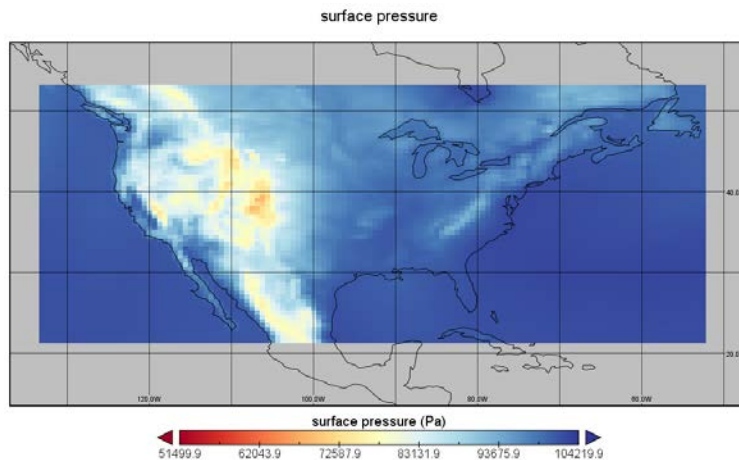 surface pressure
40.0
20.0
120.0W 100.0W 80.0W 60.0W
surface pressure (Pa)
51499.9 62043.9 72587.9 83131.9 93675.9 104219.9